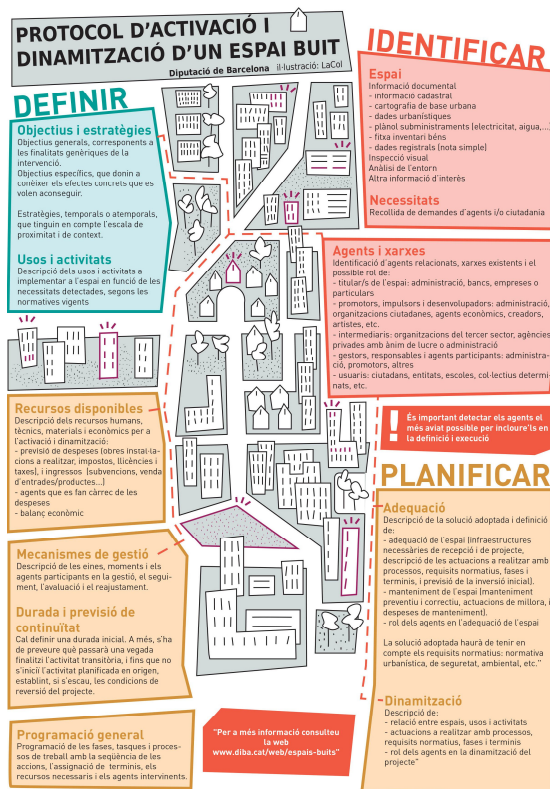 PROTOCOL D'ACTIVACIÓ I
DINAMITZACIÓ D'UN ESPAI BUIT
Diputació de Barcelona il·lustració: LaCol
DEFINIR
Objectius i estratègies
Objectius generals, corresponents a
les finalitats genèriques de la
intervenció.
Objectius específics, que donin a
conèixer els efectes concrets que es
volen aconseguir.
Estratègies, temporals o atemporals,
que tinguin en compte l'escala de
proximitat i de context.
Usos i activitats
Descripció dels usos i activitats a
implementar a l'espai en funció de les
necessitats detectades, segons les
normatives vigents
IDENTIFICAR
Espai
Informació documental
- informació cadastral
- cartografia de base urbana
- dades urbanístiques
- plànol subministraments (electricitat, aigua,...)
- fitxa inventari béns
- dades registrals (nota simple)
Inspecció visual
Anàlisi de l'entorn
Altra informació d'interès
Necessitats
Recollida de demandes d'agents i/o ciutadania
Agents i xarxes
Identificació d'agents relacionats, xarxes existents i el
possible rol de:
- titular/s de l'espai: administració, bancs, empreses o
particulars
- promotors, impulsors i desenvolupadors: administració,
organitzacions ciutadanes, agents econòmics, creadors,
artistes, etc.
- intermediaris: organitzacions del tercer sector, agències
privades amb ànim de lucre o administració
- gestors, responsables i agents participants: administra-
ció, promotors, altres
- usuaris: ciutadans, entitats, escoles, col·lectius determi-
nats, etc.
! És important detectar els agents el
més aviat possible per incloure'ls en
la definició i execució
Recursos disponibles
Descripció dels recursos humans,
tècnics, materials i econòmics per a
l'activació i dinamització:
- previsió de despeses (obres instal·la-
cions a realitzar, impostos, llicències i
taxes), i ingressos (subvencions, venda
d'entrades/productes...)
- agents que es fan càrrec de les
despeses
- balanç econòmic
Mecanismes de gestió
Descripció de les eines, moments i els
agents participants en la gestió, el segui-
ment, l'avaluació i el reajustament.
Durada i previsió de
continuïtat
Cal definir una durada inicial. A més, s'ha
de preveure què passarà una vegada
finalitzi l'activitat transitòria, i fins que no
s'iniciï l'activitat planificada en origen,
establint, si s'escau, les condicions de
reversió del projecte.
Programació general
Programació de les fases, tasques i proces-
sos de treball amb la seqüència de les
accions, l'assignació de terminis, els
recursos necessaris i els agents intervinents.
"Per a més informació consulteu
la web
www.diba.cat/web/espais-buits"
PLANIFICAR
Adequació
Descripció de la solució adoptada i definició
de:
- adequació de l'espai (infraestructures
necessàries de recepció i de projecte,
descripció de les actuacions a realitzar amb
processos, requisits normatius, fases i
terminis, i previsió de la inversió inicial).
- manteniment de l'espai (manteniment
preventiu i correctiu, actuacions de millora, i
despeses de manteniment).
- rol dels agents en l'adequació de l'espai
La solució adoptada haurà de tenir en
compte els requisits normatius: normativa
urbanística, de seguretat, ambiental, etc."
Dinamització
Descripció de:
- relació entre espais, usos i activitats
- actuacions a realitzar amb processos,
requisits normatius, fases i terminis
- rol dels agents en la dinamització del
projecte"